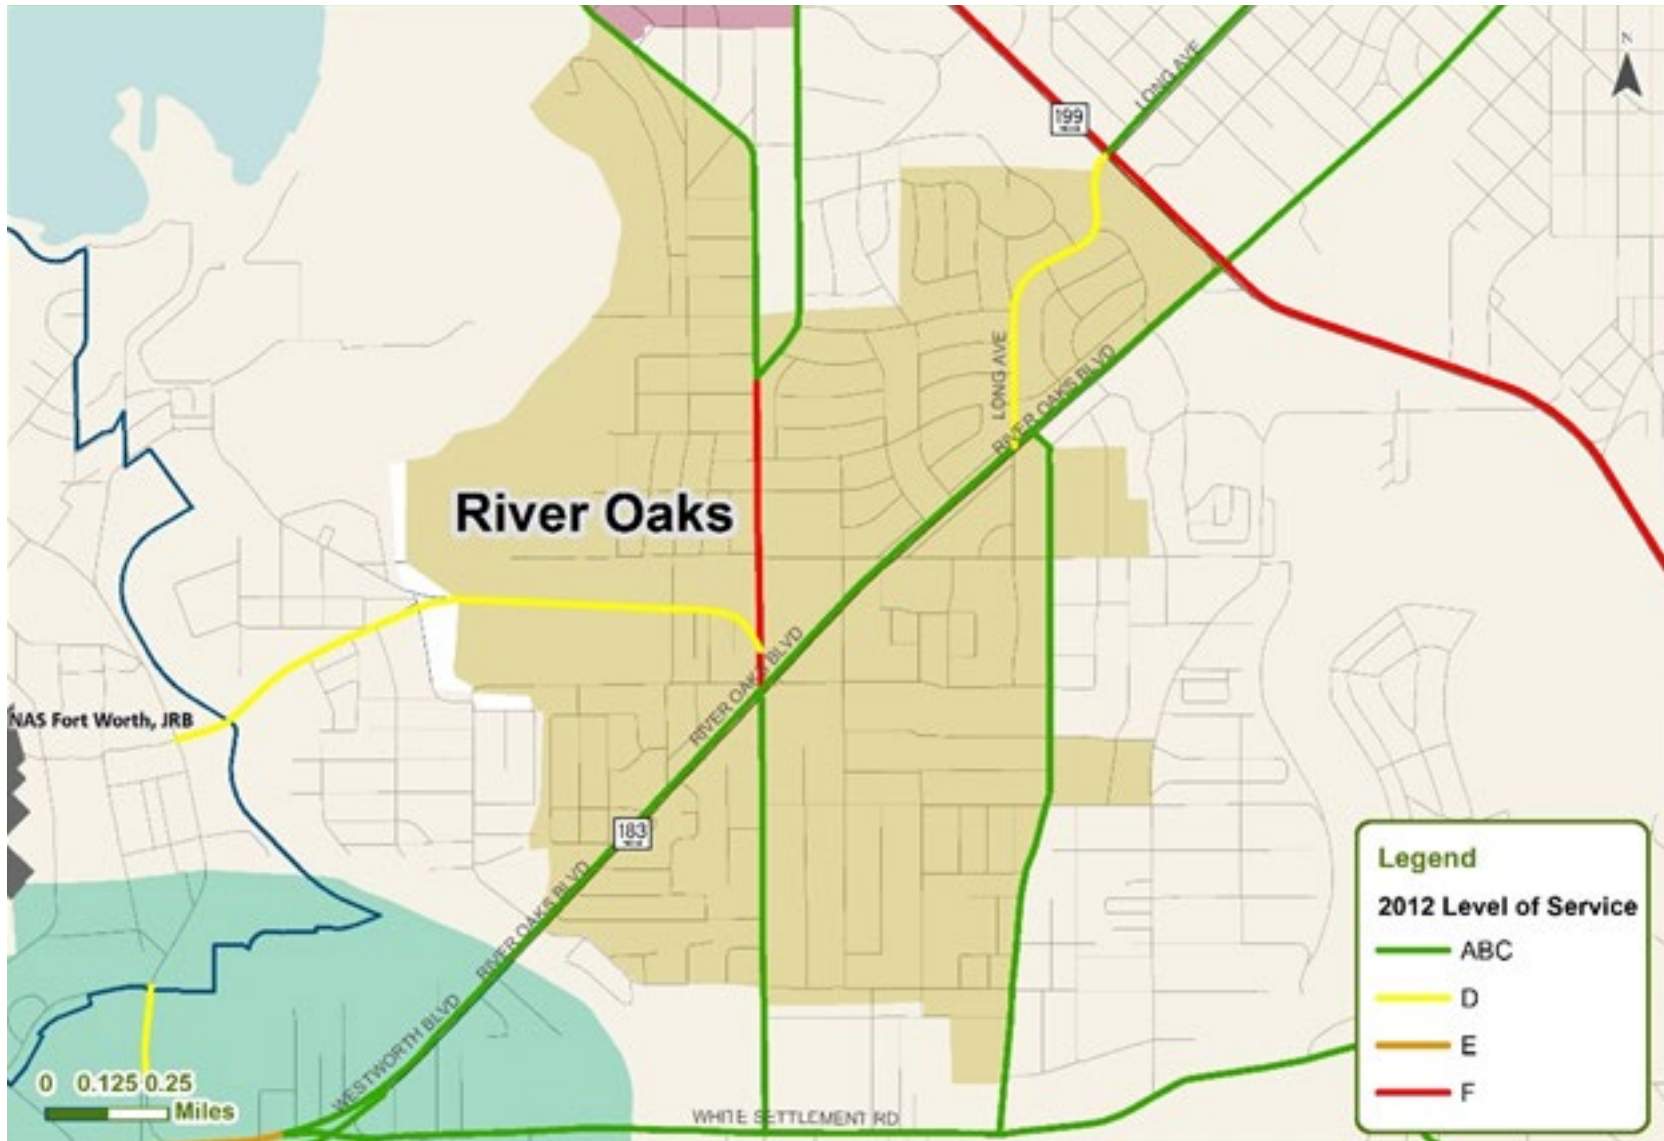 N
LONG AVE
199
LONG AVE
RIVER OAKS BLVD
River Oaks
RIVER OAKS BLVD
NAS Fort Worth, JRB
183
RIVER OAKS BLVD
WESTWORTH BLVD
WHITE SETTLEMENT RD
0 0.125 0.25
Miles
Legend
2012 Level of Service
ABC
D
E
F